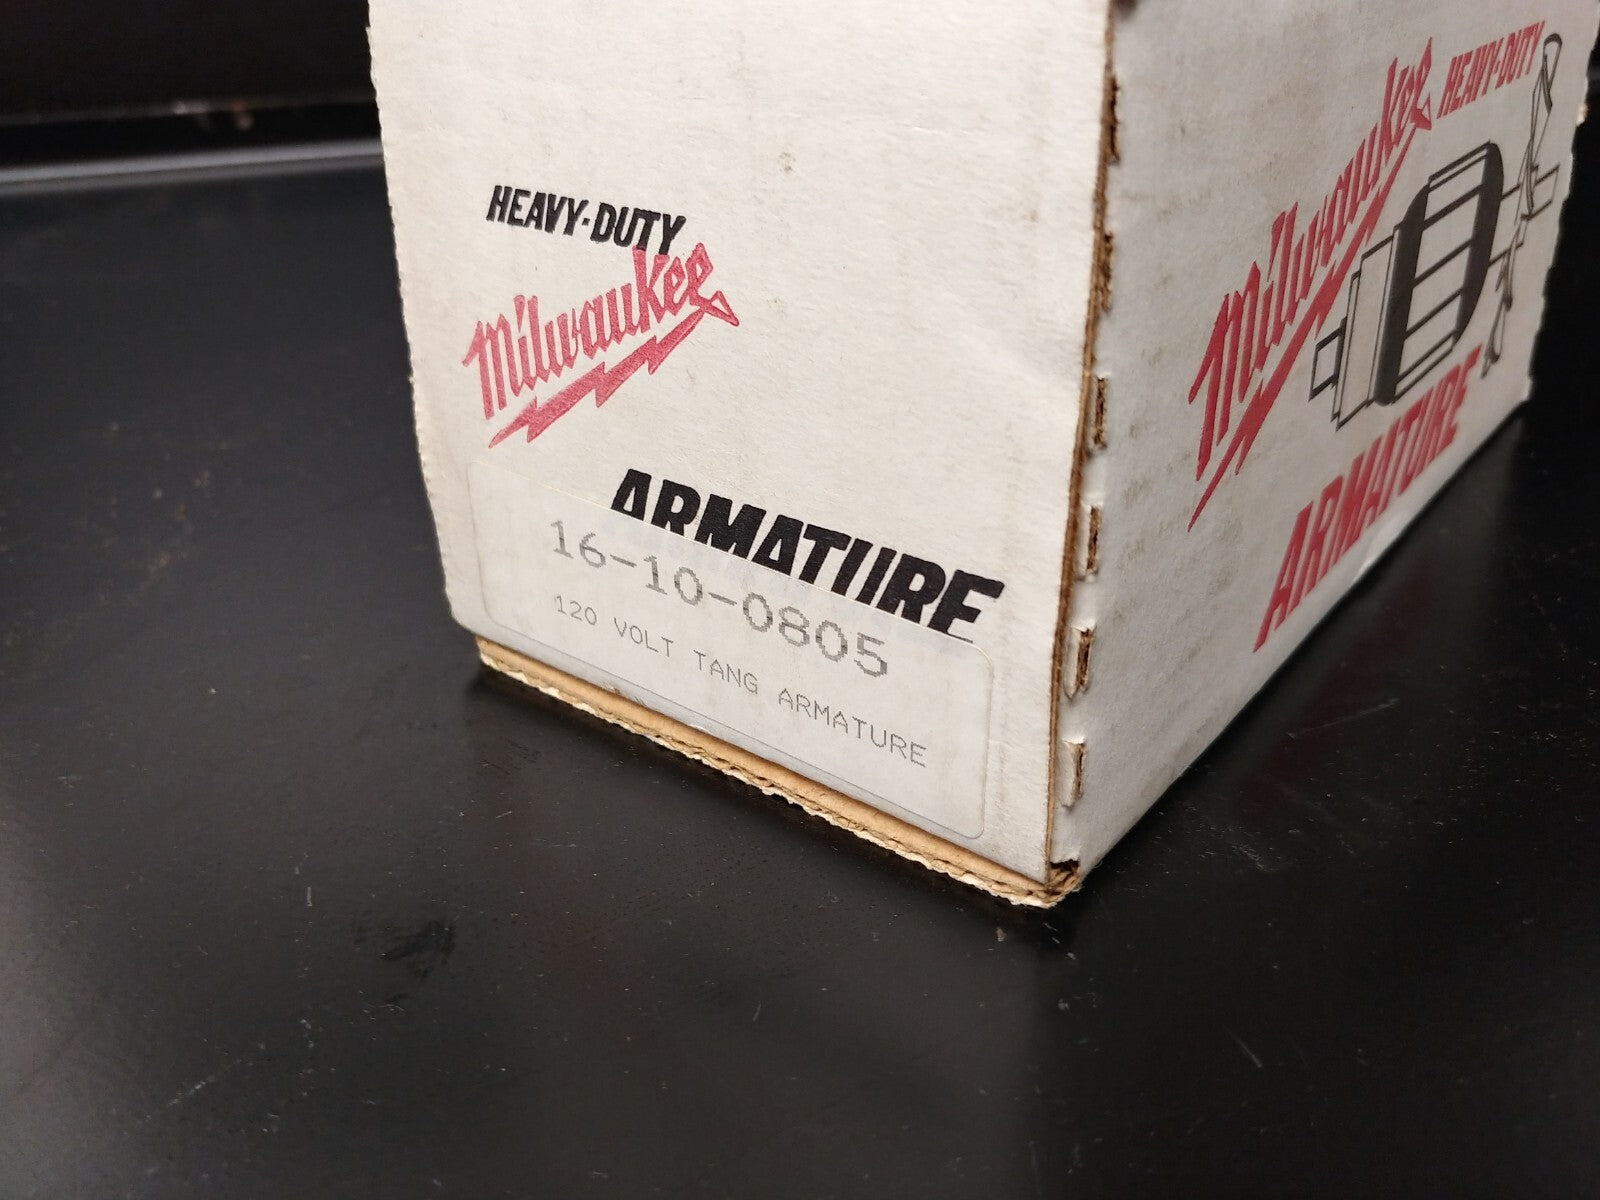 HEAVY-DUTY
Milwaukee
ARMATURE
16-10-0805
120 VOLT TANG ARMATURE
Milwaukee HEAVY-DUTY
ARMATURE